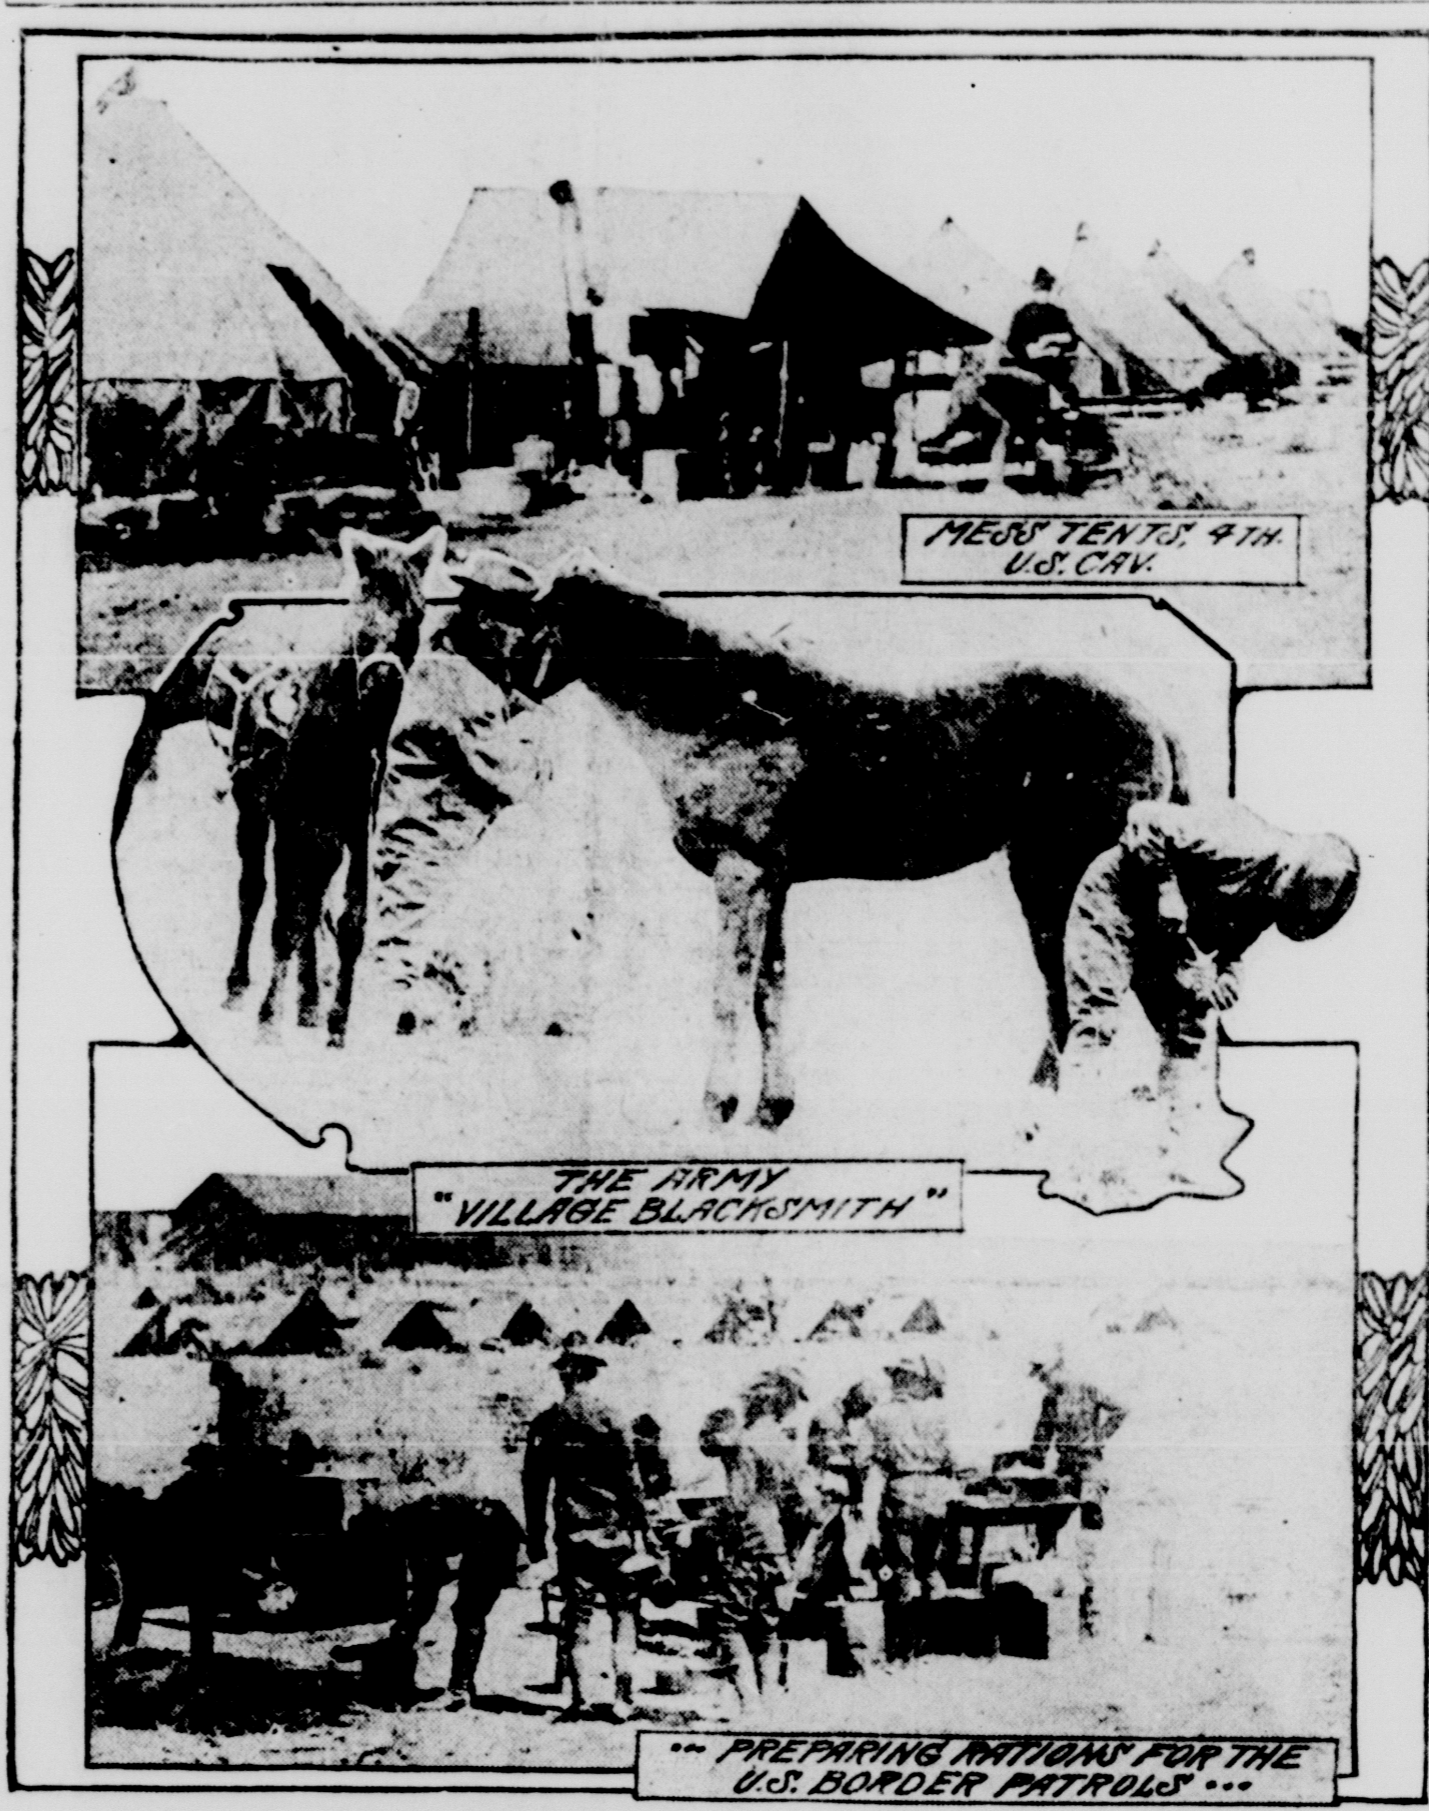 MESS TENTS, 4TH.
U.S. CAV.
THE ARMY
"VILLAGE BLACKSMITH"
... PREPARING RATIONS FOR THE
U.S. BORDER PATROLS ...